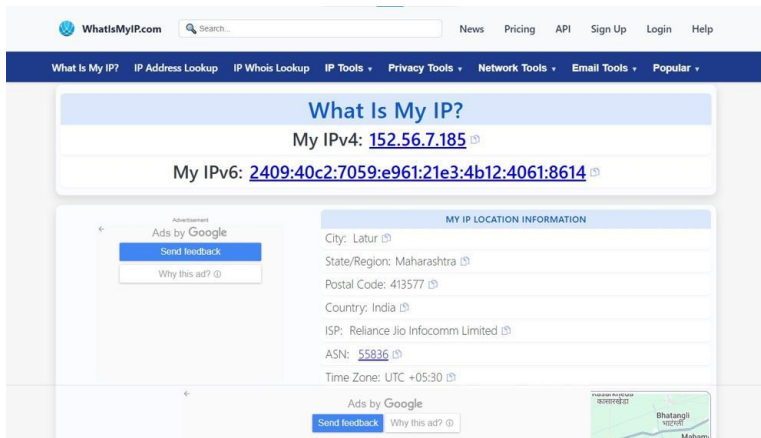 WhatIsMyIP.com Search... News Pricing API Sign Up Login Help
What Is My IP? IP Address Lookup IP Whois Lookup IP Tools Privacy Tools Network Tools Email Tools Popular
What Is My IP?
My IPv4: 152.56.7.185
My IPv6: 2409:40c2:7059:e961:21e3:4b12:4061:8614
Advertisement
Ads by Google
Send feedback
Why this ad?
MY IP LOCATION INFORMATION
City: Latur
State/Region: Maharashtra
Postal Code: 413577
Country: India
ISP: Reliance Jio Infocomm Limited
ASN: 55836
Time Zone: UTC +05:30
Ads by Google
Send feedback Why this ad?
कासारखेडा
Bhatangli
भाटंगली